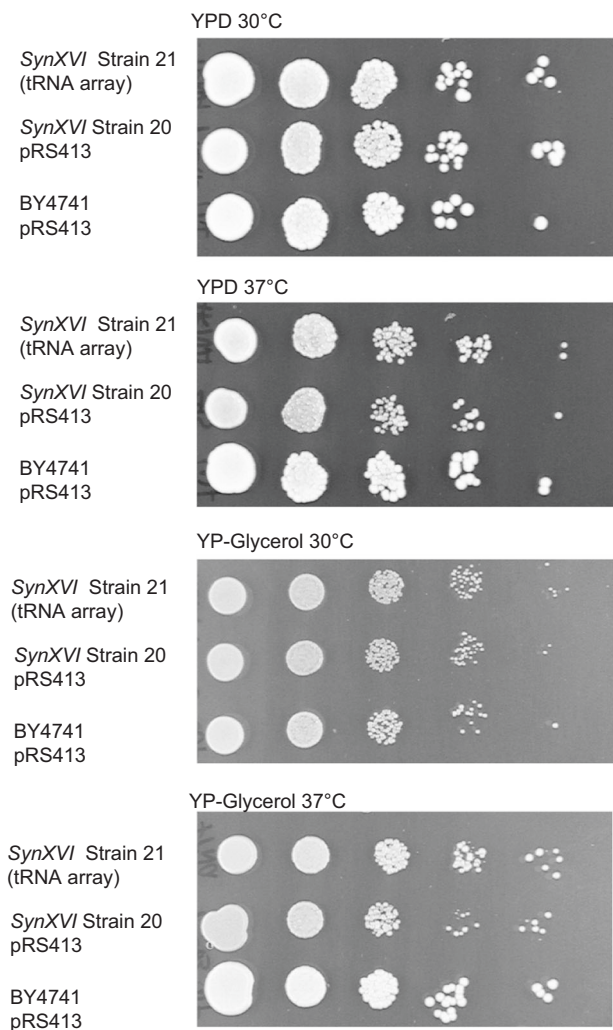 YPD 30°C
SynXVI Strain 21
(tRNA array)
SynXVI Strain 20
pRS413
BY4741
pRS413
YPD 37°C
SynXVI Strain 21
(tRNA array)
SynXVI Strain 20
pRS413
BY4741
pRS413
YP-Glycerol 30°C
SynXVI Strain 21
(tRNA array)
SynXVI Strain 20
pRS413
BY4741
pRS413
YP-Glycerol 37°C
SynXVI Strain 21
(tRNA array)
SynXVI Strain 20
pRS413
BY4741
pRS413